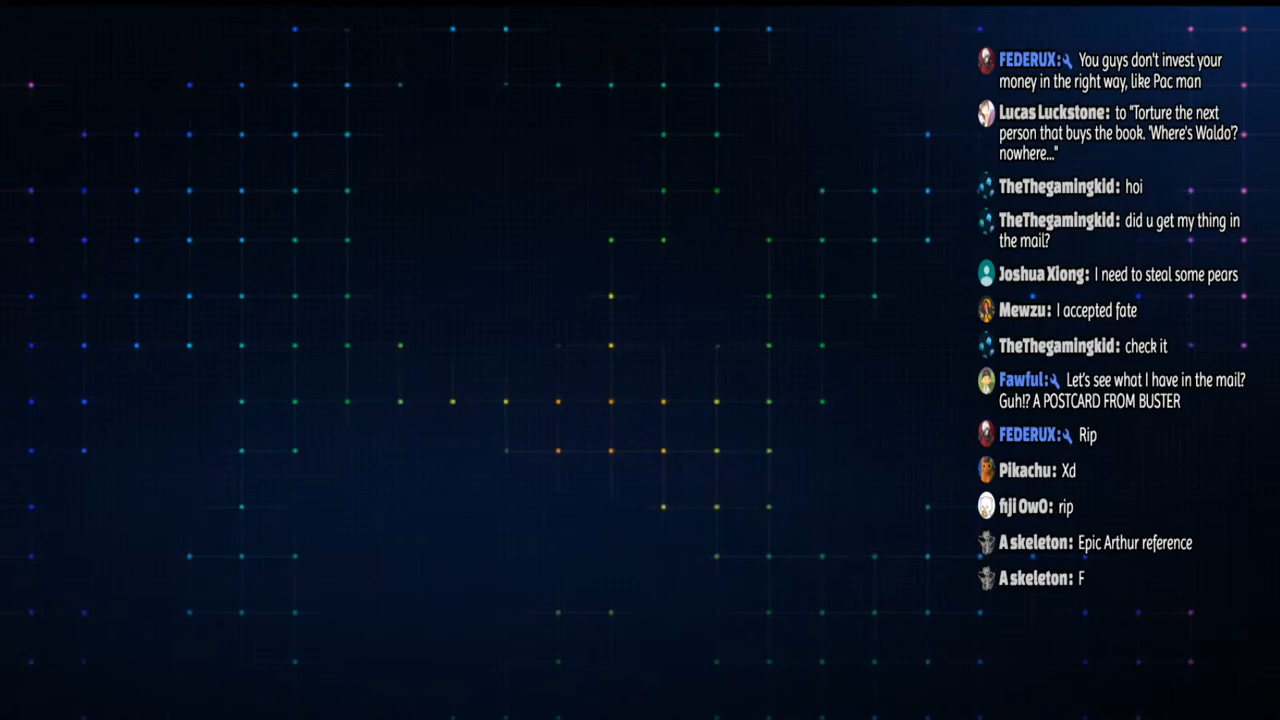 FEDERUX: You guys don't invest your
money in the right way, like Pac man
Lucas Luckstone: to "Torture the next
person that buys the book. 'Where's Waldo'?
nowhere..."
TheThegamingkid: hoi
TheThegamingkid: did u get my thing in
the mail?
Joshua Xiong: I need to steal some pears
Mewzu: I accepted fate
TheThegamingkid: check it
Fawful: Let's see what I have in the mail?
Guh!? A POSTCARD FROM BUSTER
FEDERUX: Rip
Pikachu: Xd
fiji OwO: rip
A skeleton: Epic Arthur reference
A skeleton: F